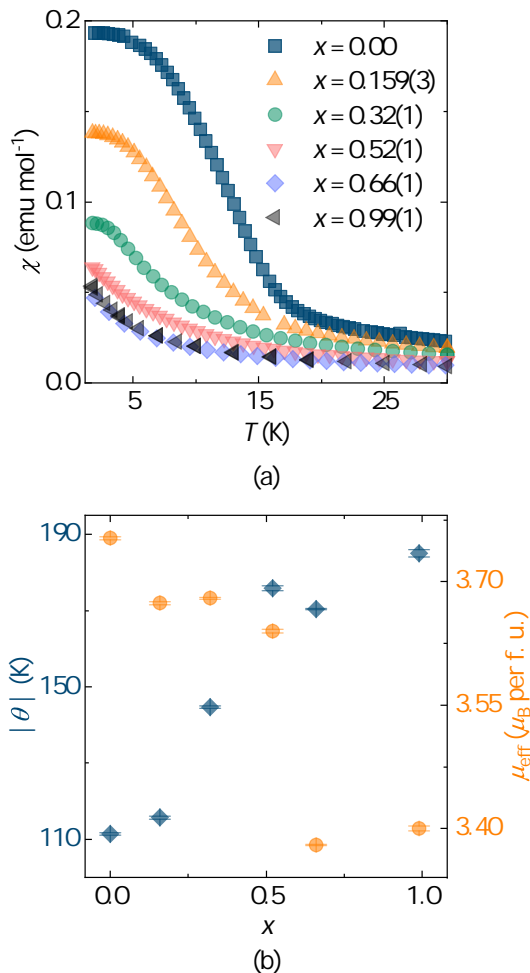 0.2
0.1
0.0
χ (emu mol⁻¹)
x = 0.00
x = 0.159(3)
x = 0.32(1)
x = 0.52(1)
x = 0.66(1)
x = 0.99(1)
5 15 25
T (K)
(a)
190
150
110
| θ | (K)
3.70
3.55
3.40
μeff (μB per f. u.)
0.0 0.5 1.0
x
(b)